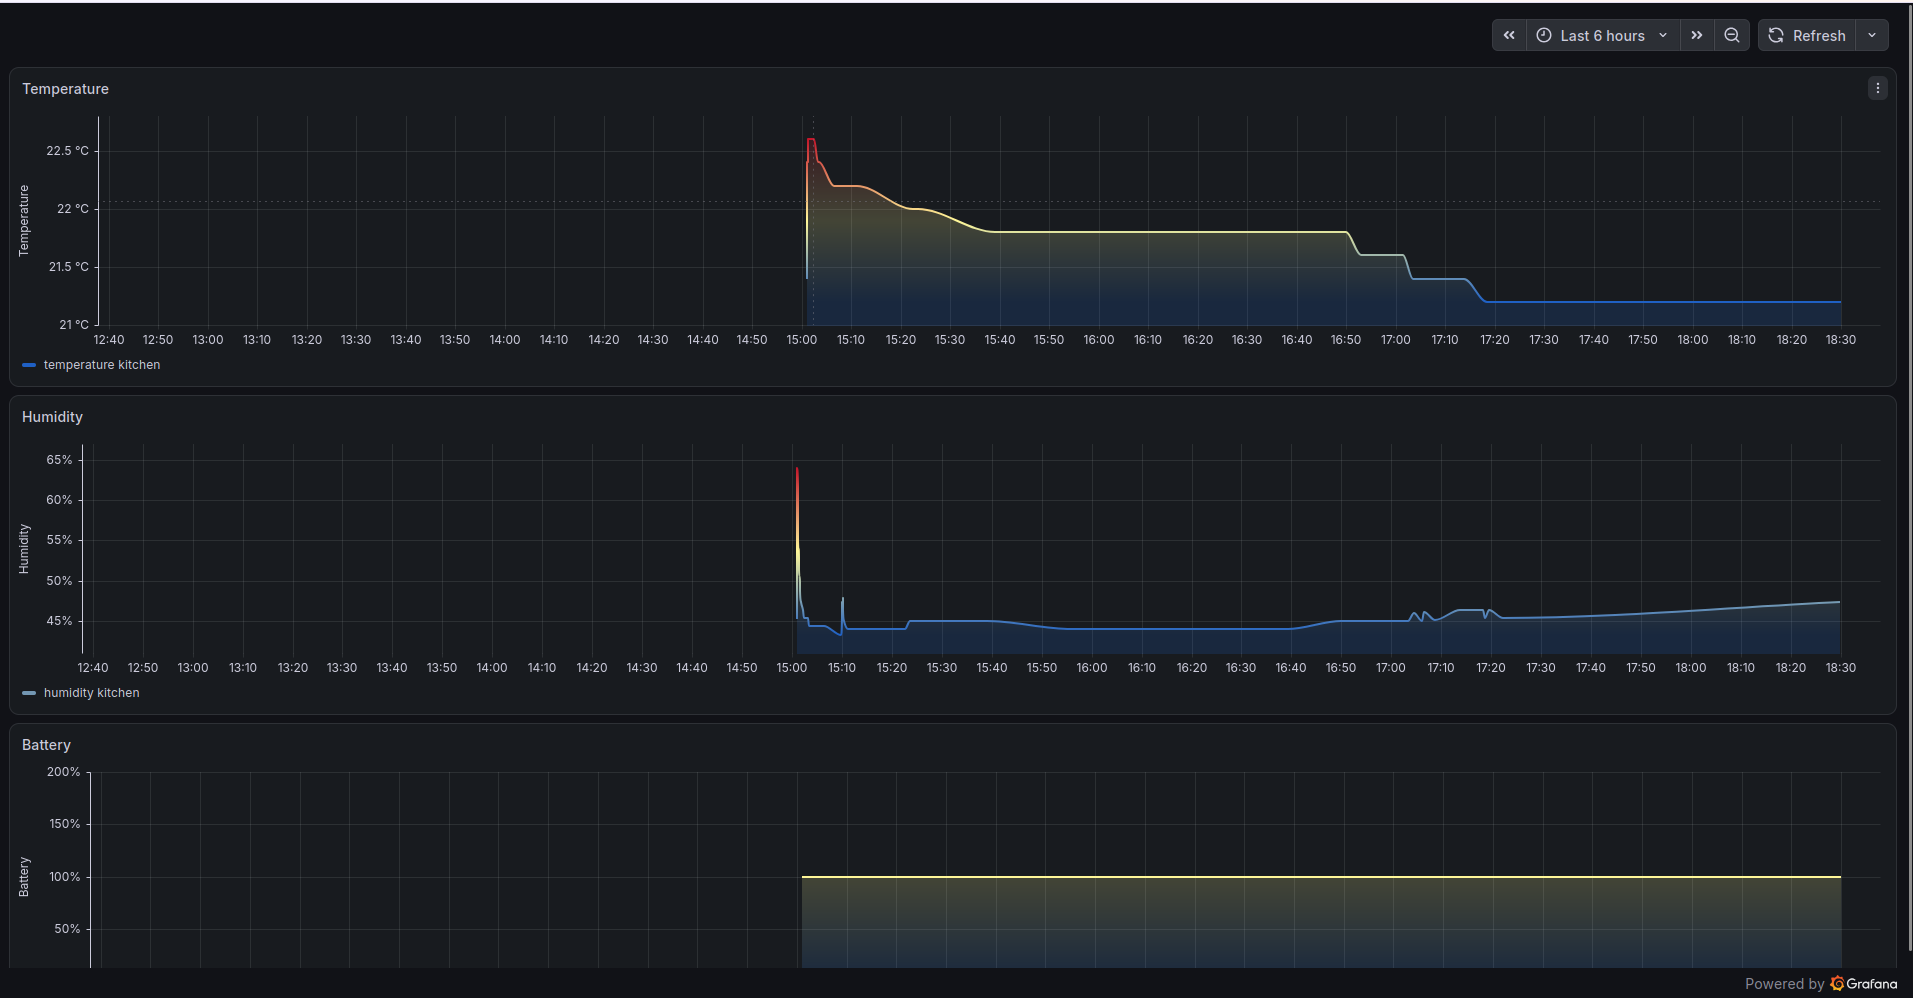 Last 6 hours Refresh
Temperature
22.5 °C
22 °C
21.5 °C
21 °C
Temperature
12:40 12:50 13:00 13:10 13:20 13:30 13:40 13:50 14:00 14:10 14:20 14:30 14:40 14:50 15:00 15:10 15:20 15:30 15:40 15:50 16:00 16:10 16:20 16:30 16:40 16:50 17:00 17:10 17:20 17:30 17:40 17:50 18:00 18:10 18:20 18:30
temperature kitchen
Humidity
65%
60%
55%
50%
45%
Humidity
12:40 12:50 13:00 13:10 13:20 13:30 13:40 13:50 14:00 14:10 14:20 14:30 14:40 14:50 15:00 15:10 15:20 15:30 15:40 15:50 16:00 16:10 16:20 16:30 16:40 16:50 17:00 17:10 17:20 17:30 17:40 17:50 18:00 18:10 18:20 18:30
humidity kitchen
Battery
200%
150%
100%
50%
Battery
Powered by Grafana